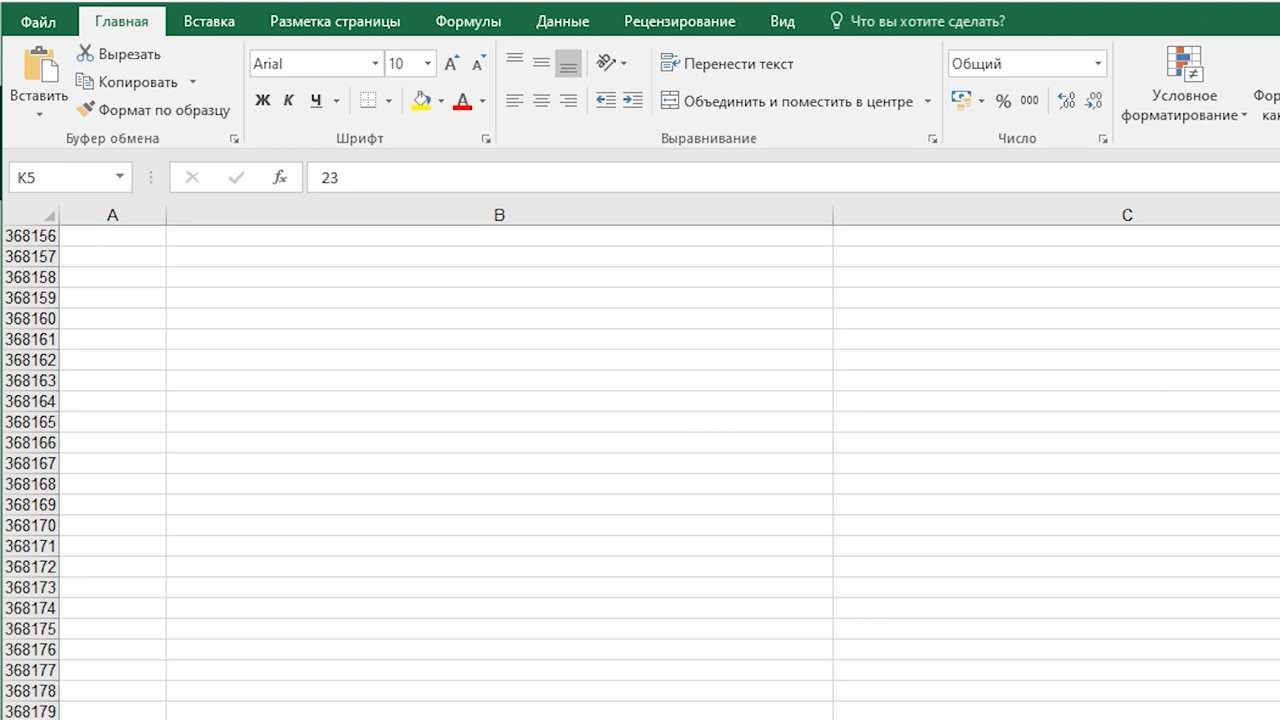 Файл Главная Вставка Разметка страницы Формулы Данные Рецензирование Вид Что вы хотите сделать?
Вставить
Вырезать
Копировать
Формат по образцу
Буфер обмена
Arial 10
Ж К Ч А
Шрифт
Перенести текст
Объединить и поместить в центре
Выравнивание
Общий
% 000 ,00 ,00
Число
Условное
форматирование
K5 fx 23
A B C
368156
368157
368158
368159
368160
368161
368162
368163
368164
368165
368166
368167
368168
368169
368170
368171
368172
368173
368174
368175
368176
368177
368178
368179